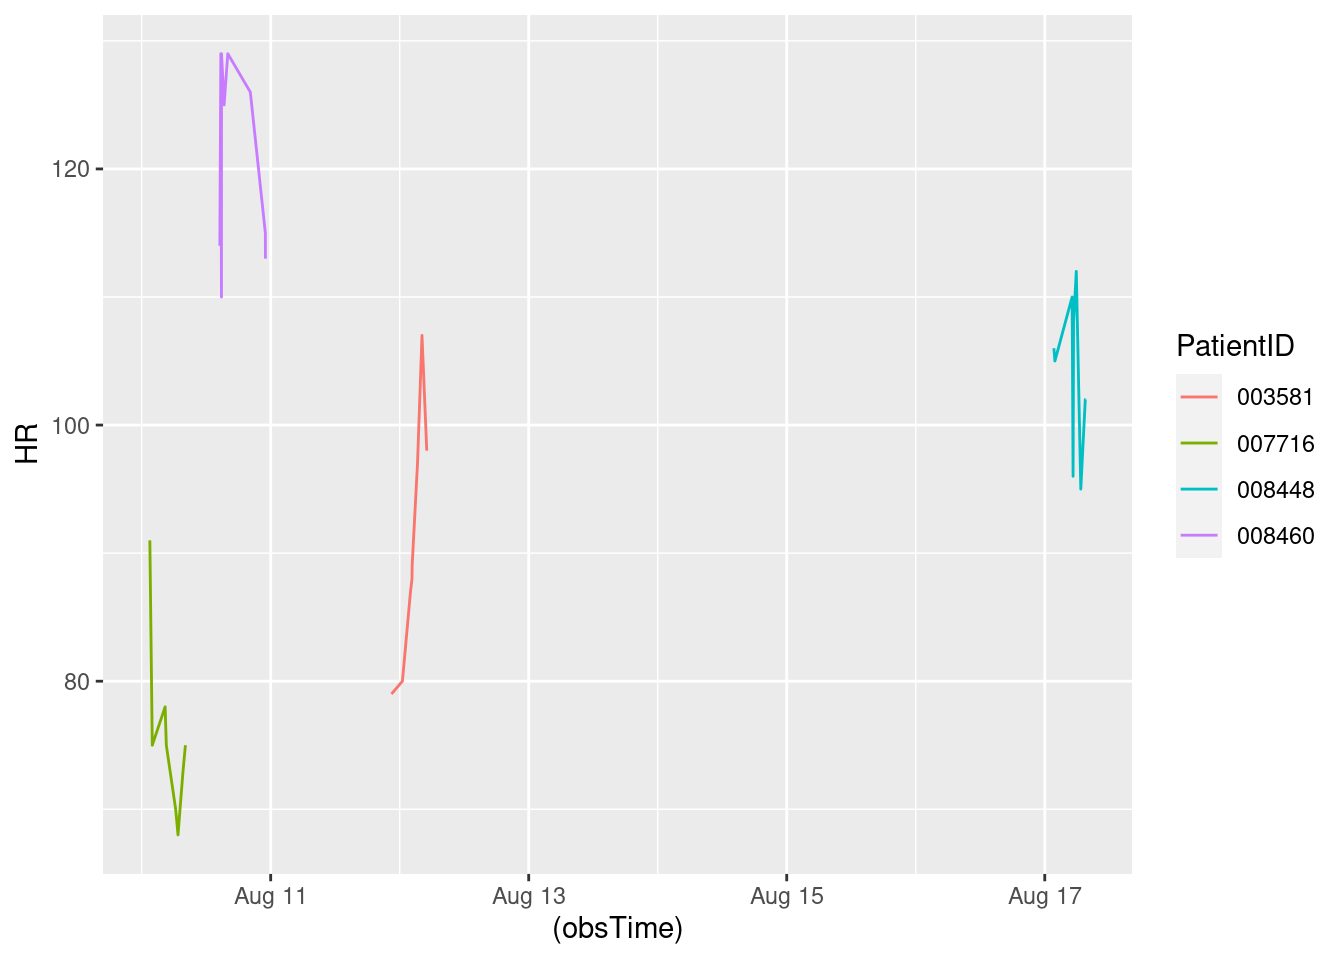 120
100
80
HR
Aug 11
Aug 13
Aug 15
Aug 17
(obsTime)
PatientID
003581
007716
008448
008460